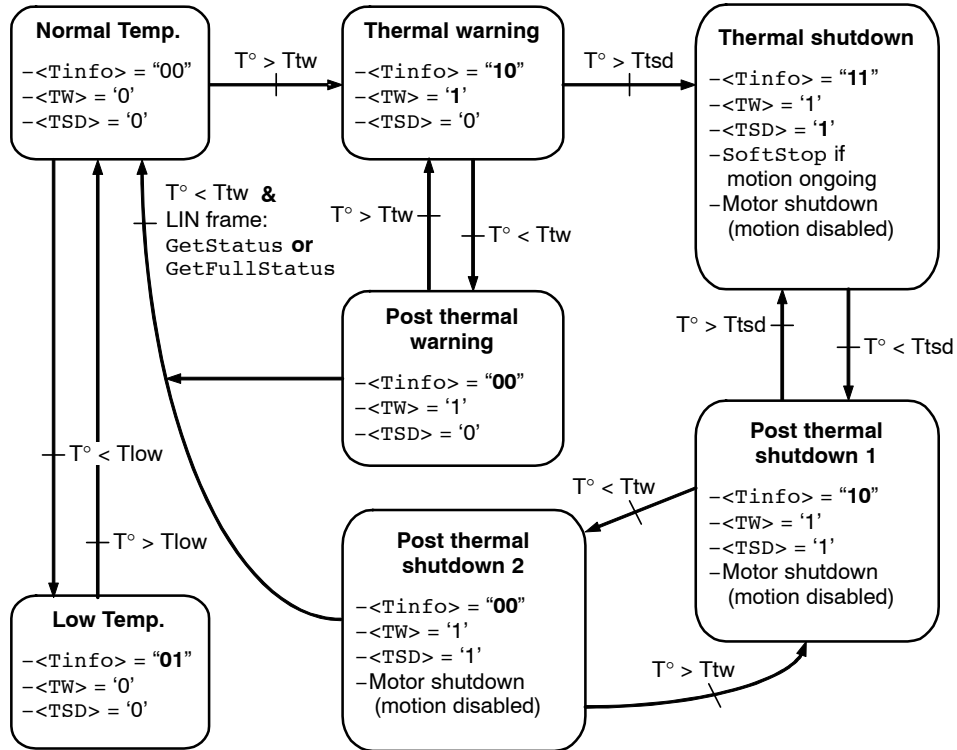 Normal Temp.
–<Tinfo> = “00”
–<TW> = ‘0’
–<TSD> = ‘0’
T° > Ttw
Thermal warning
–<Tinfo> = “10”
–<TW> = ‘1’
–<TSD> = ‘0’
T° > Ttsd
Thermal shutdown
–<Tinfo> = “11”
–<TW> = ‘1’
–<TSD> = ‘1’
–SoftStop if
motion ongoing
–Motor shutdown
(motion disabled)
T° < Ttw &
LIN frame:
GetStatus or
GetFullStatus
T° > Ttw
T° < Ttw
Post thermal
warning
–<Tinfo> = “00”
–<TW> = ‘1’
–<TSD> = ‘0’
T° > Ttsd
T° < Ttsd
Post thermal
shutdown 1
–<Tinfo> = “10”
–<TW> = ‘1’
–<TSD> = ‘1’
–Motor shutdown
(motion disabled)
T° < Tlow
T° > Tlow
T° < Ttw
Post thermal
shutdown 2
–<Tinfo> = “00”
–<TW> = ‘1’
–<TSD> = ‘1’
–Motor shutdown
(motion disabled)
T° > Ttw
Low Temp.
–<Tinfo> = “01”
–<TW> = ‘0’
–<TSD> = ‘0’